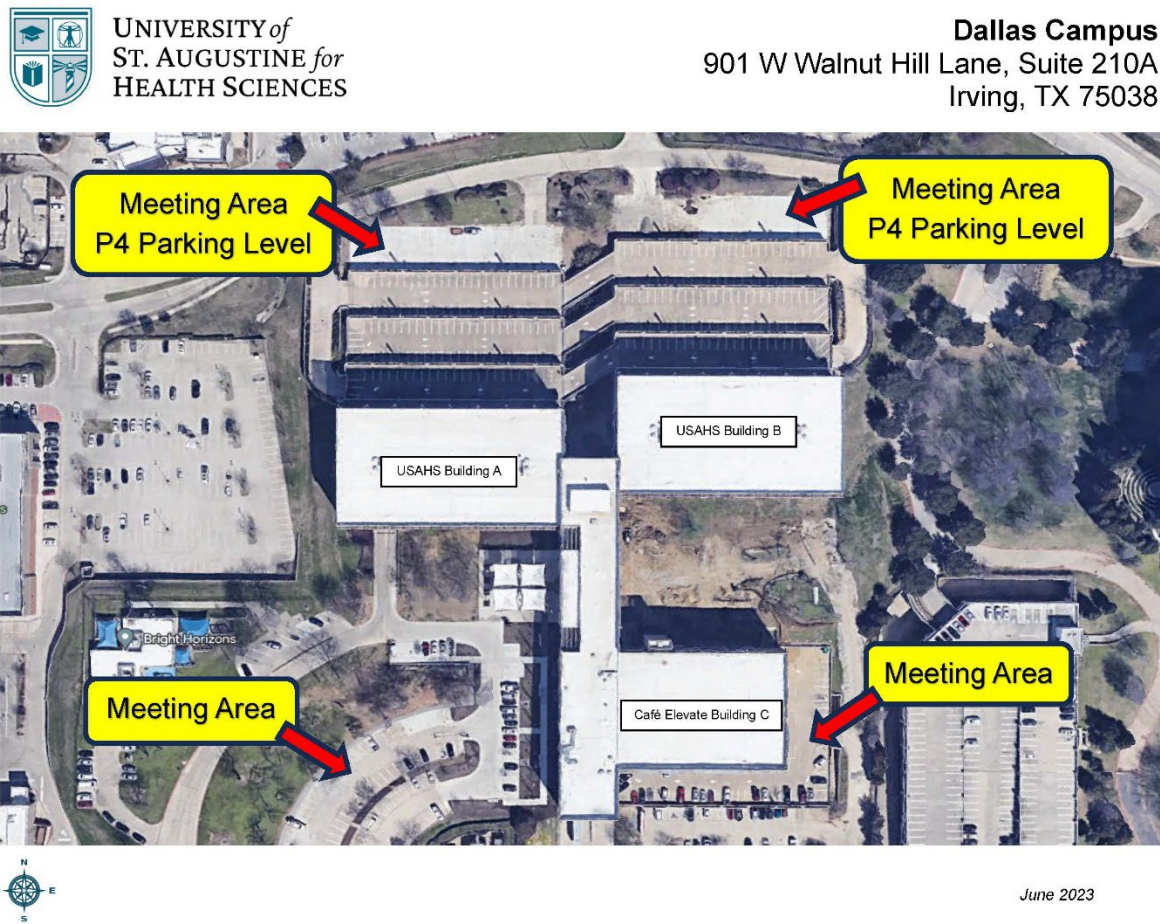 UNIVERSITY of
ST. AUGUSTINE for
HEALTH SCIENCES
Dallas Campus
901 W Walnut Hill Lane, Suite 210A
Irving, TX 75038
Meeting Area
P4 Parking Level
Meeting Area
P4 Parking Level
USAHS Building B
USAHS Building A
Bright Horizons
Meeting Area
Meeting Area
Café Elevate Building C
N
E
S
June 2023